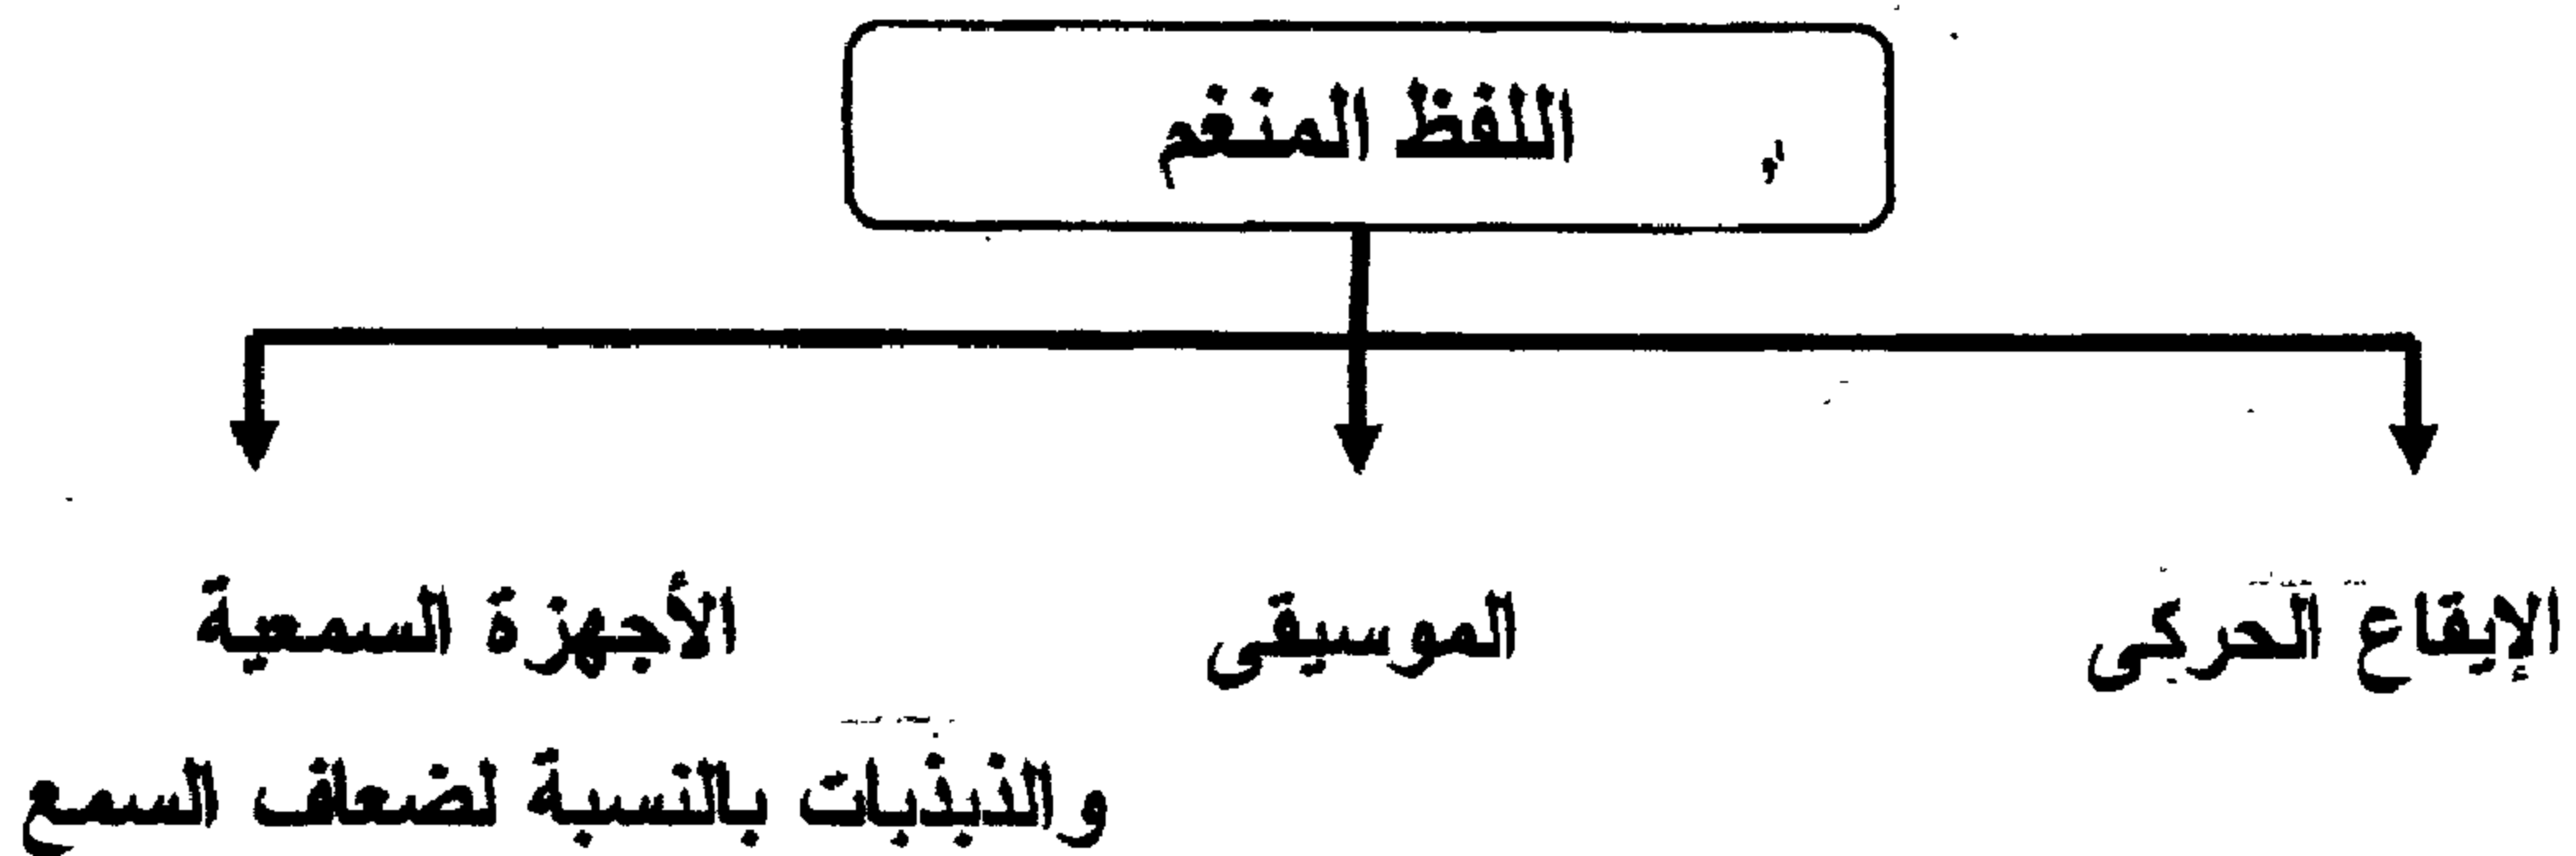 اللفظ المنغم
الإيقاع الحركى
الموسيقى
الأجهزة السمعية
والذبذبات بالنسبة لضعاف السمع